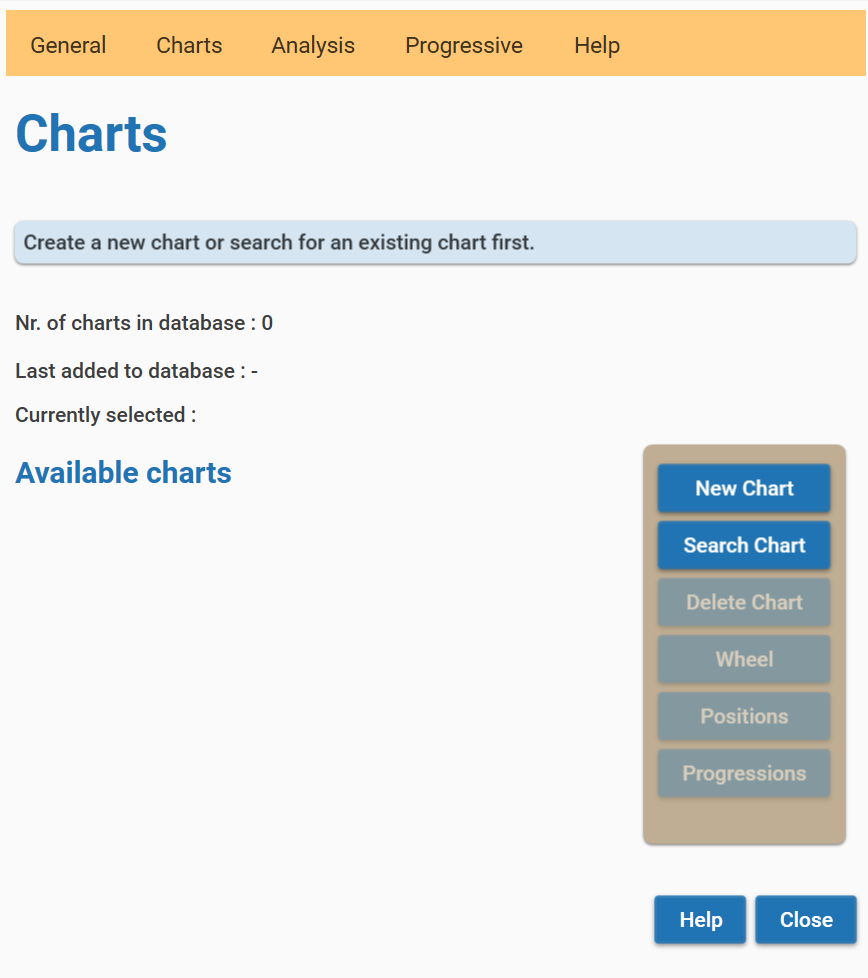 General Charts Analysis Progressive Help
Charts
Create a new chart or search for an existing chart first.
Nr. of charts in database : 0
Last added to database : -
Currently selected :
Available charts
New Chart
Search Chart
Delete Chart
Wheel
Positions
Progressions
Help Close